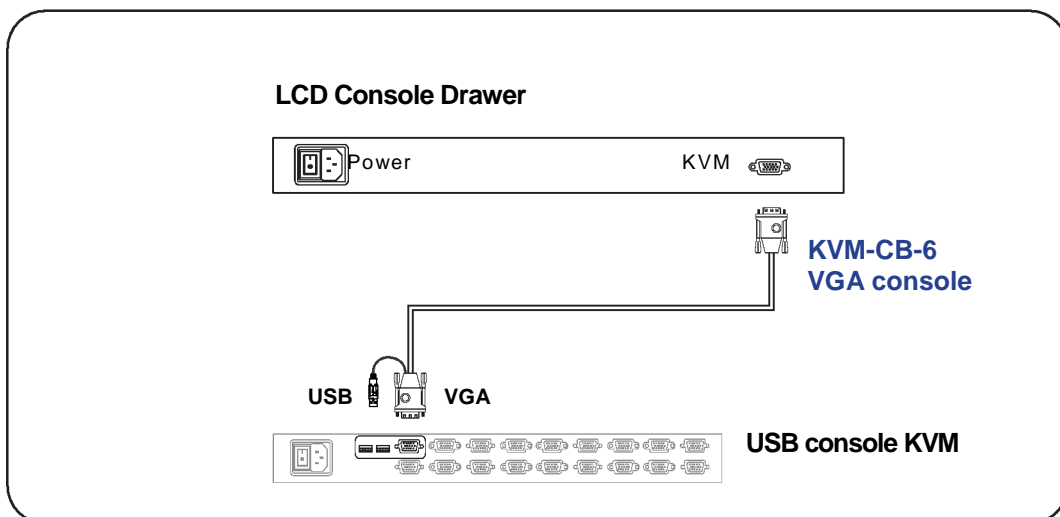 LCD Console Drawer
Power
KVM
KVM-CB-6
VGA console
USB
VGA
USB console KVM